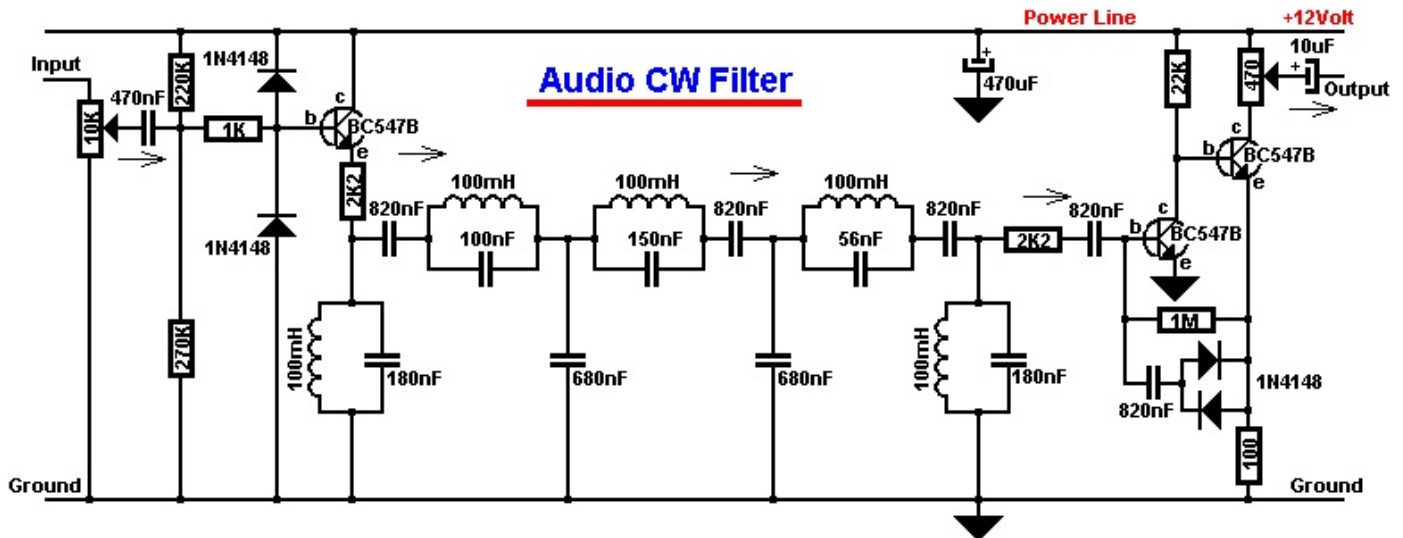 Power Line
+12Volt
Input
1N4148
Audio CW Filter
220K
470nF
10K
1K
b
c
e
BC547B
+
470uF
22K
470
10uF
+
Output
b
c
e
BC547B
2K2
1N4148
820nF
100mH
100nF
100mH
150nF
820nF
100mH
56nF
820nF
2K2
820nF
b
c
e
BC547B
270K
100mH
180nF
680nF
680nF
100mH
180nF
1M
820nF
1N4148
100
Ground
Ground